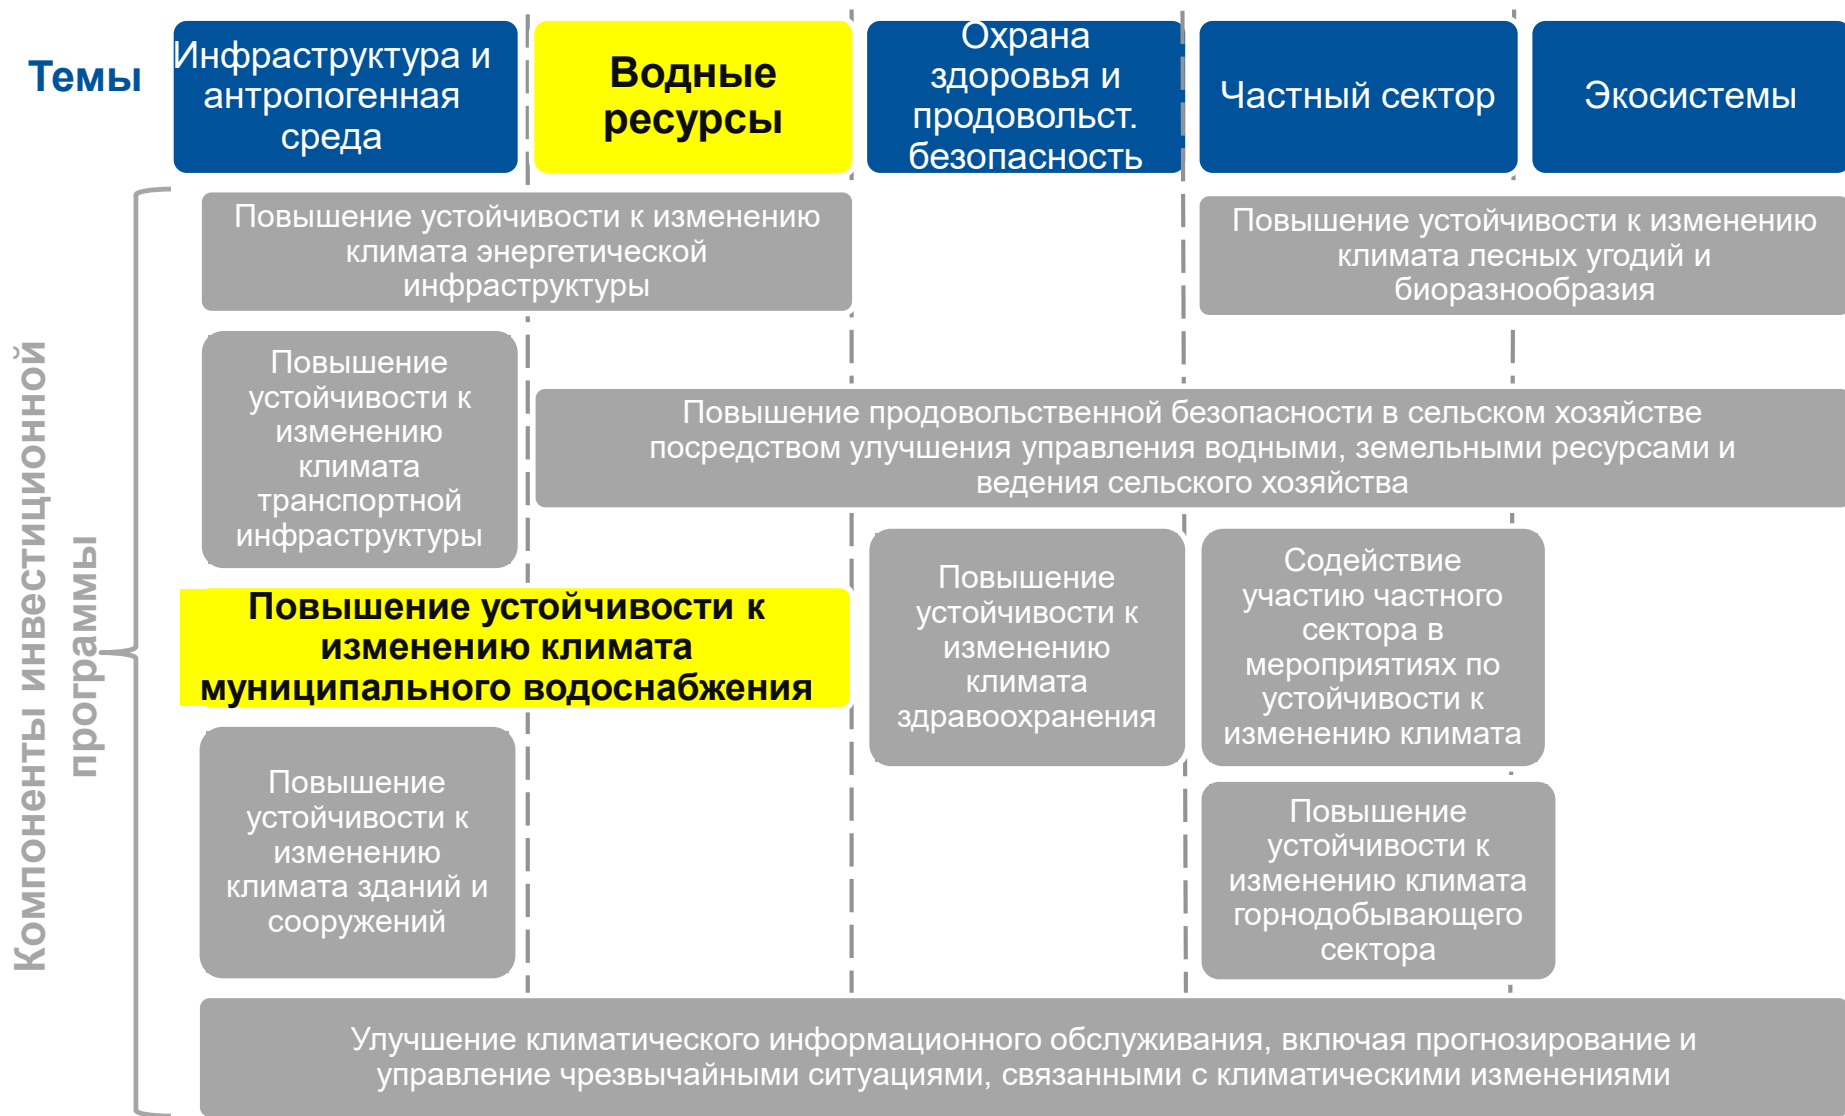 Темы
Инфраструктура и
антропогенная
среда
Водные
ресурсы
Охрана
здоровья и
продовольст.
безопасность
Частный сектор
Экосистемы
Компоненты инвестиционной
программы
Повышение устойчивости к изменению
климата энергетической
инфраструктуры
Повышение устойчивости к изменению
климата лесных угодий и
биоразнообразия
Повышение
устойчивости к
изменению
климата
транспортной
инфраструктуры
Повышение продовольственной безопасности в сельском хозяйстве
посредством улучшения управления водными, земельными ресурсами и
ведения сельского хозяйства
Повышение устойчивости к
изменению климата
муниципального водоснабжения
Повышение
устойчивости к
изменению
климата
здравоохранения
Содействие
участию частного
сектора в
мероприятиях по
устойчивости к
изменению климата
Повышение
устойчивости к
изменению
климата зданий и
сооружений
Повышение
устойчивости к
изменению климата
горнодобывающего
сектора
Улучшение климатического информационного обслуживания, включая прогнозирование и
управление чрезвычайными ситуациями, связанными с климатическими изменениями